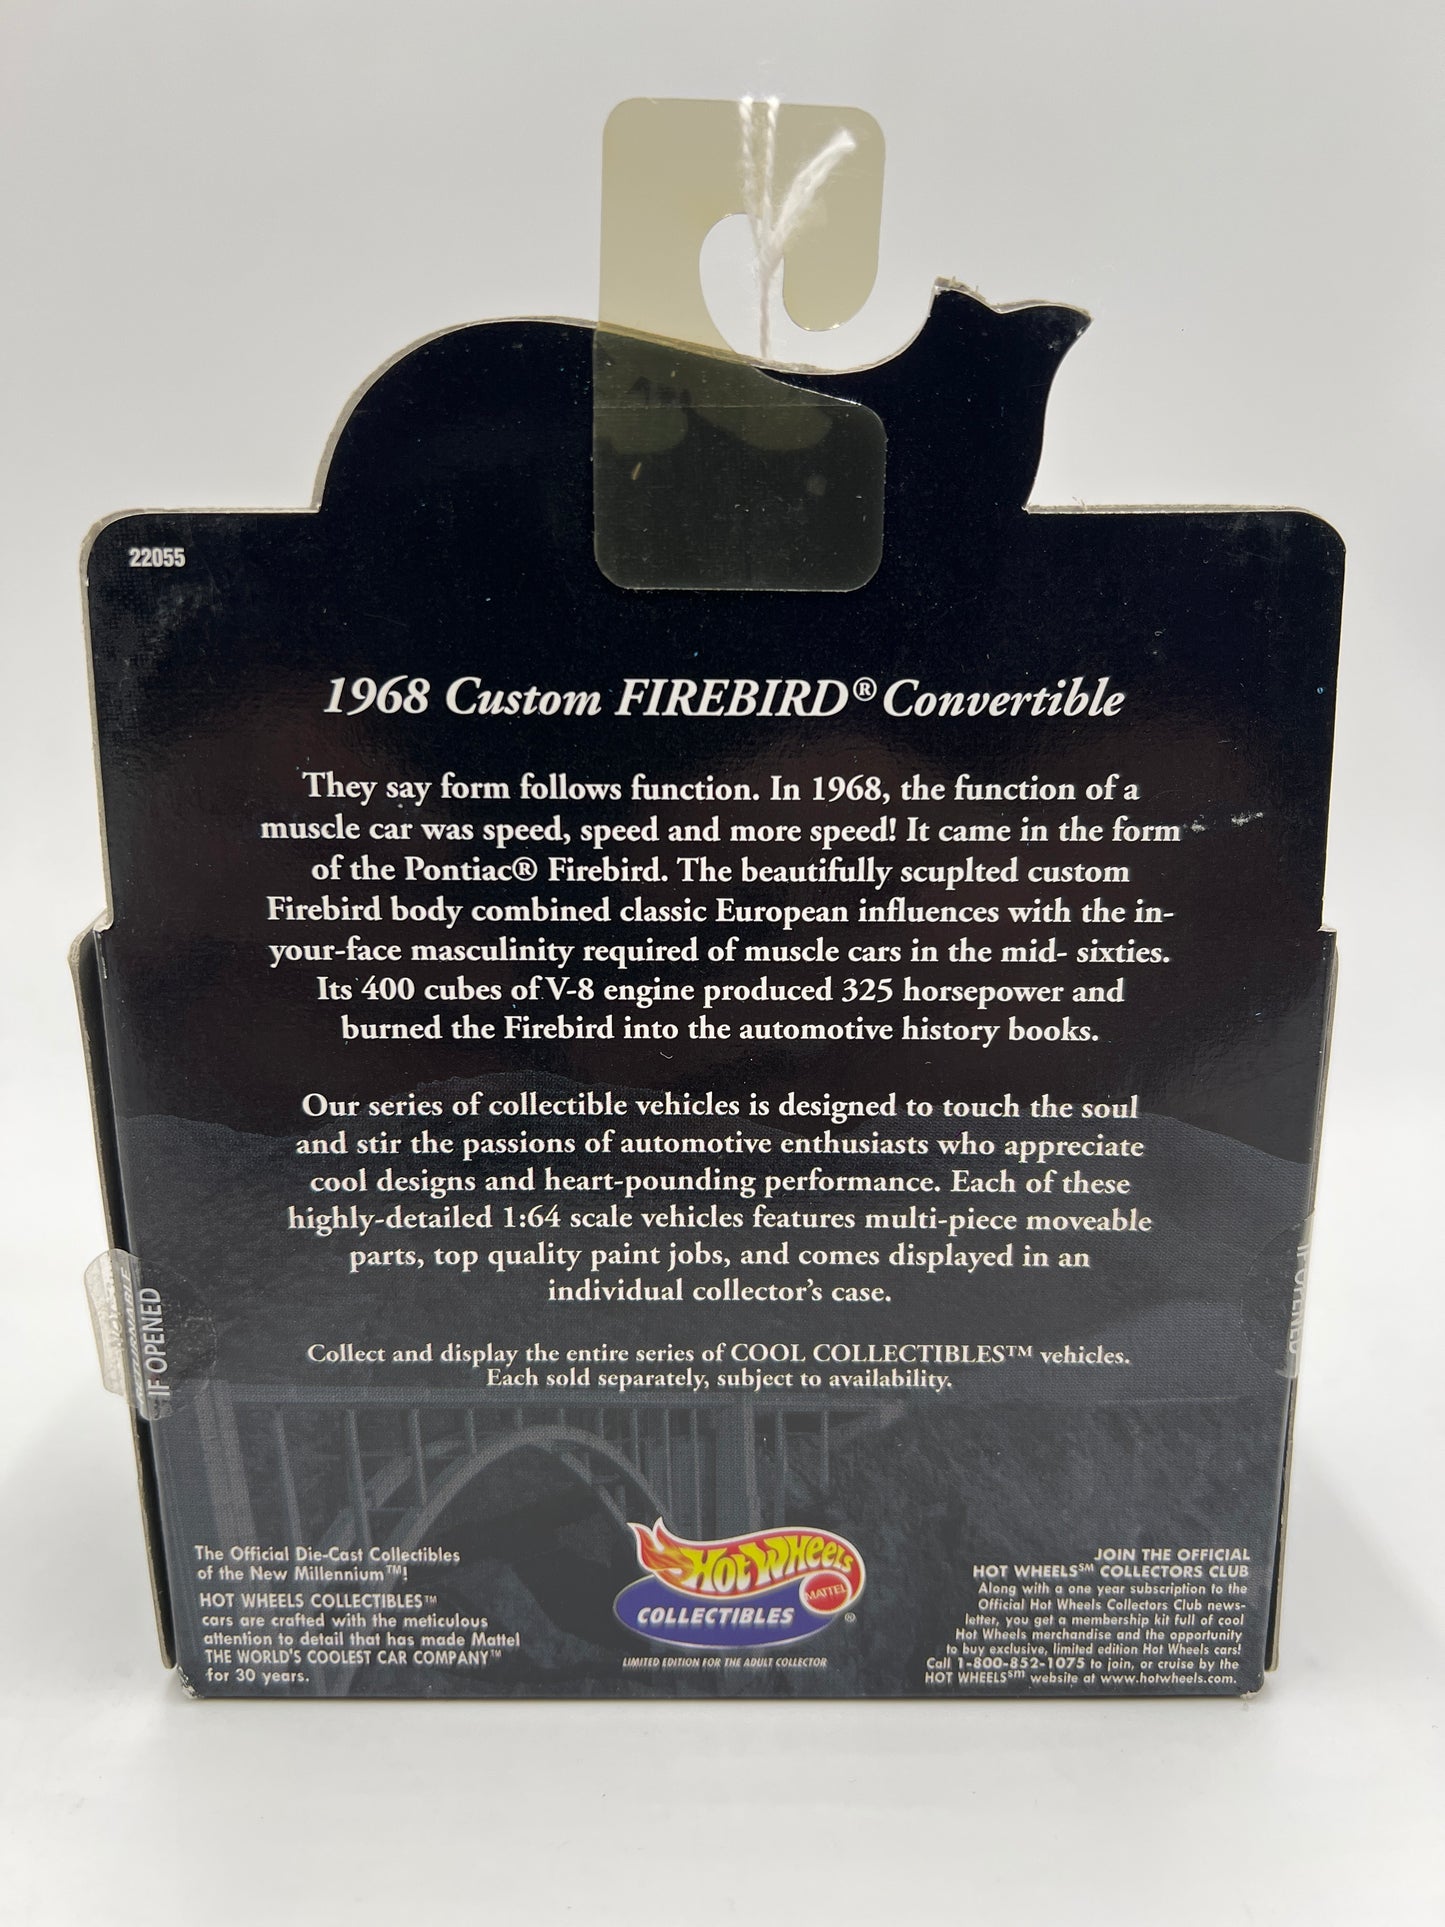 22055
1968 Custom FIREBIRD® Convertible
They say form follows function. In 1968, the function of a
muscle car was speed, speed and more speed! It came in the form
of the Pontiac® Firebird. The beautifully scuplted custom
Firebird body combined classic European influences with the in-
your-face masculinity required of muscle cars in the mid- sixties.
Its 400 cubes of V-8 engine produced 325 horsepower and
burned the Firebird into the automotive history books.
Our series of collectible vehicles is designed to touch the soul
and stir the passions of automotive enthusiasts who appreciate
cool designs and heart-pounding performance. Each of these
highly-detailed 1:64 scale vehicles features multi-piece moveable
parts, top quality paint jobs, and comes displayed in an
individual collector's case.
Collect and display the entire series of COOL COLLECTIBLES™ vehicles.
Each sold separately, subject to availability.
RETURNABLE
IF OPENED
The Official Die-Cast Collectibles
of the New Millennium™!
HOT WHEELS COLLECTIBLES™
cars are crafted with the meticulous
attention to detail that has made Mattel
THE WORLD'S COOLEST CAR COMPANY™
for 30 years.
HOT WHEELS
MATTEL
COLLECTIBLES ®
LIMITED EDITION FOR THE ADULT COLLECTOR
JOIN THE OFFICIAL
HOT WHEELS℠ COLLECTORS CLUB
Along with a one year subscription to the
Official Hot Wheels Collectors Club news-
letter, you get a membership kit full of cool
Hot Wheels merchandise and the opportunity
to buy exclusive, limited edition Hot Wheels cars!
Call 1-800-852-1075 to join, or cruise by the
HOT WHEELS℠ website at www.hotwheels.com.